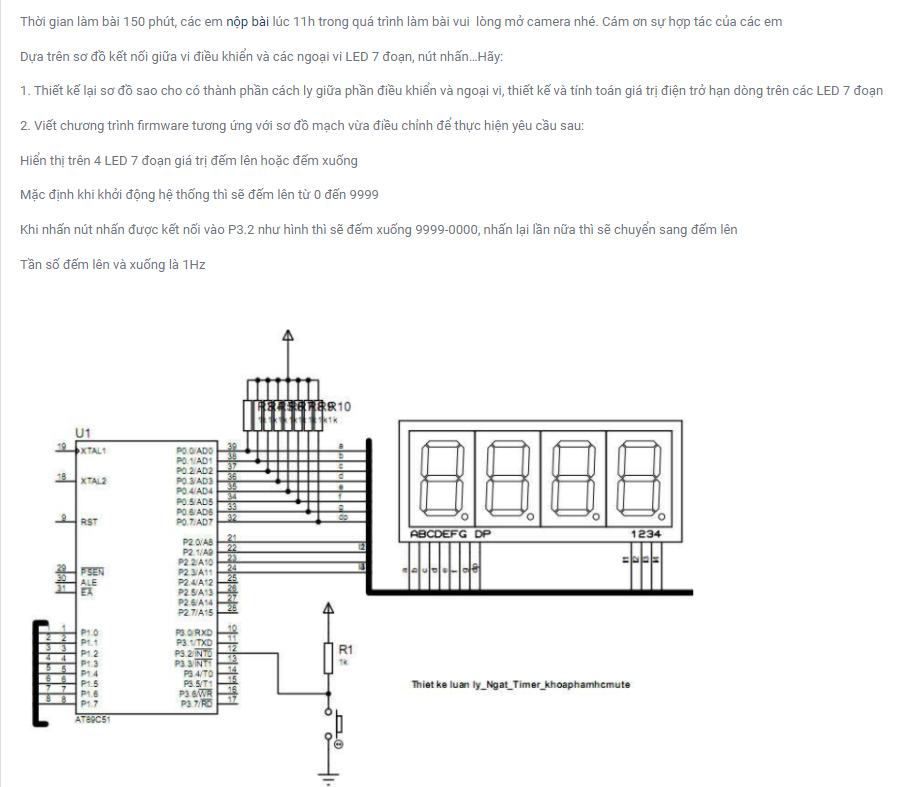 Thời gian làm bài 150 phút, các em nộp bài lúc 11h trong quá trình làm bài vui lòng mở camera nhé. Cám ơn sự hợp tác của các em
Dựa trên sơ đồ kết nối giữa vi điều khiển và các ngoại vi LED 7 đoạn, nút nhấn...Hãy:
1. Thiết kế lại sơ đồ sao cho có thành phần cách ly giữa phần điều khiển và ngoại vi, thiết kế và tính toán giá trị điện trở hạn dòng trên các LED 7 đoạn
2. Viết chương trình firmware tương ứng với sơ đồ mạch vừa điều chỉnh để thực hiện yêu cầu sau:
Hiển thị trên 4 LED 7 đoạn giá trị đếm lên hoặc đếm xuống
Mặc định khi khởi động hệ thống thì sẽ đếm lên từ 0 đến 9999
Khi nhấn nút nhấn được kết nối vào P3.2 như hình thì sẽ đếm xuống 9999-0000, nhấn lại lần nữa thì sẽ chuyển sang đếm lên
Tần số đếm lên và xuống là 1Hz
R10
U1
19 XTAL1 P0.0/AD0 39 a
P0.1/AD1 38 b
P0.2/AD2 37 c
18 XTAL2 P0.3/AD3 36 d
P0.4/AD4 35 e
P0.5/AD5 34 f
P0.6/AD6 33 g
9 RST P0.7/AD7 32 dp
ABCDEFG DP 1234
P2.0/A8 21
P2.1/A9 22
P2.2/A10 23
29 PSEN P2.3/A11 24
30 ALE P2.4/A12 25
31 EA P2.5/A13 26
P2.6/A14 27
P2.7/A15 28
a b c d e f g dp
1 1 P1.0 P3.0/RXD 10
2 2 P1.1 P3.1/TXD 11
3 3 P1.2 P3.2/INT0 12
4 4 P1.3 P3.3/INT1 13
5 5 P1.4 P3.4/T0 14
6 6 P1.5 P3.5/T1 15
7 7 P1.6 P3.6/WR 16
8 8 P1.7 P3.7/RD 17
AT89C51
R1
1k
Thiet ke luan ly_Ngat_Timer_khoaphamhcmute